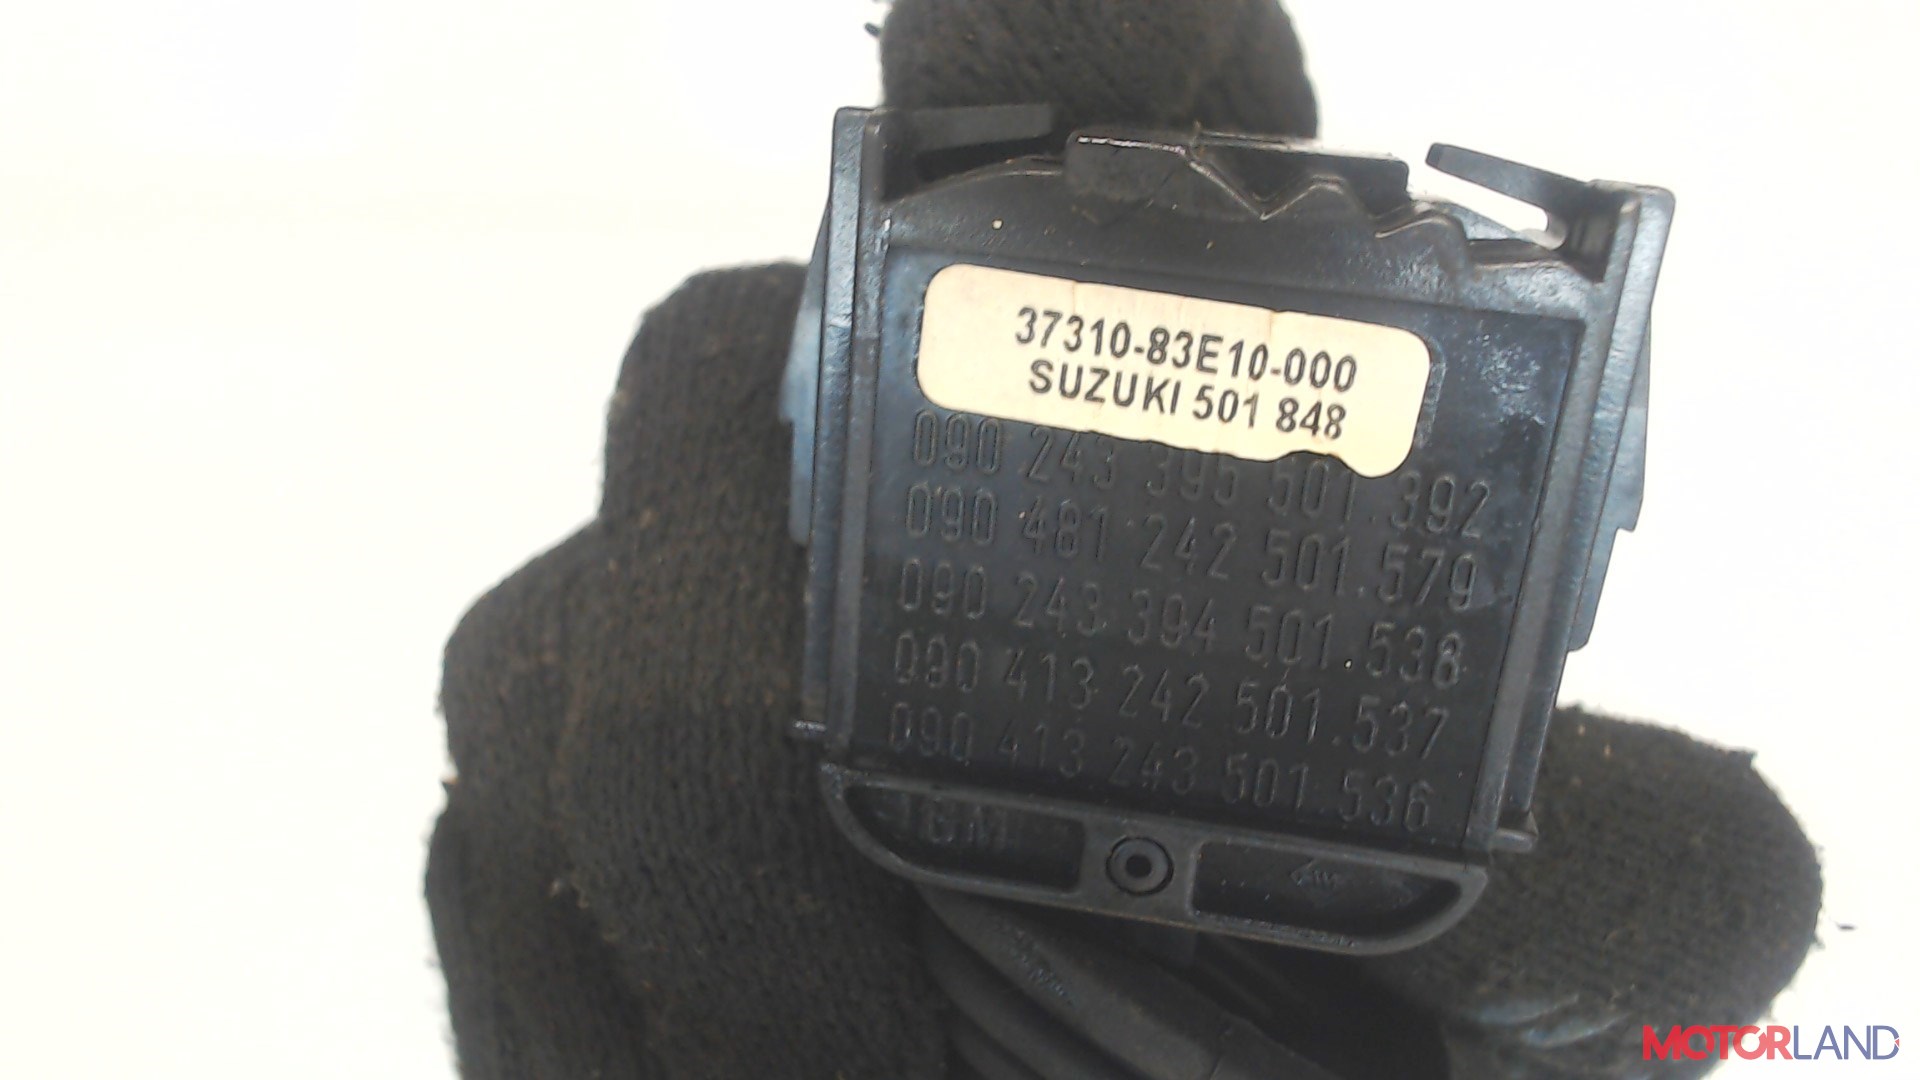 37310-83E10-000
SUZUKI 501 848
090 243 395 501.392
090 481 242 501.579
090 243 394 501.538
090 413 242 501.537
090 413 243 501.536
MOTORLAND